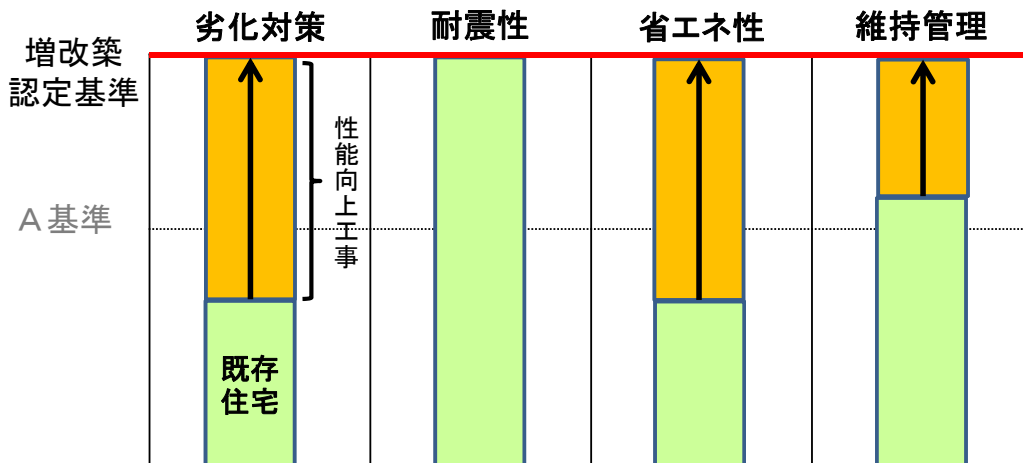 劣化対策
耐震性
省エネ性
維持管理
増改築
認定基準
性能向上工事
A基準
既存
住宅